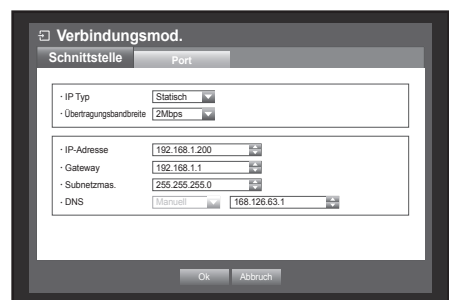 Verbindungsmod.
Schnittstelle Port
· IP Typ Statisch
· Übertragungsbandbreite 2Mbps
· IP-Adresse 192.168.1.200
· Gateway 192.168.1.1
· Subnetzmas. 255.255.255.0
· DNS Manuell 168.126.63.1
Ok Abbruch